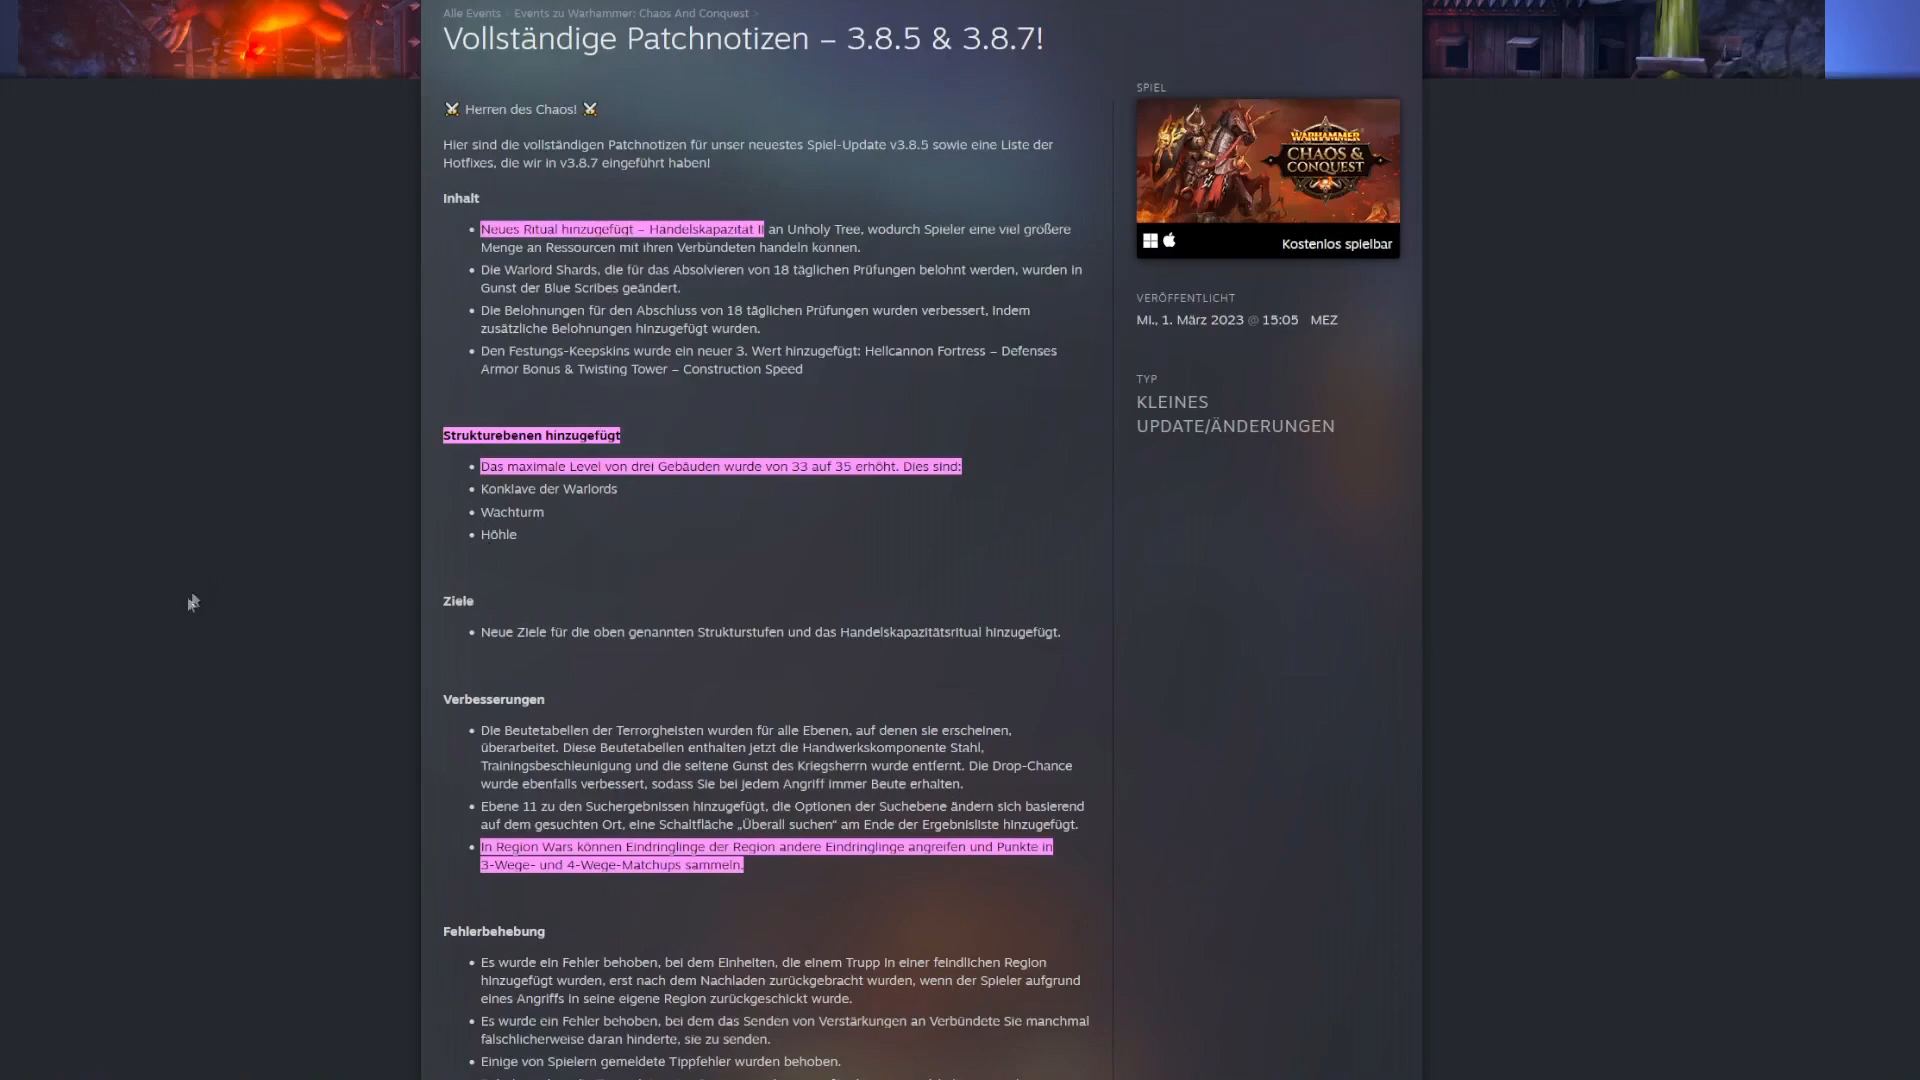 Alle Events > Events zu Warhammer: Chaos And Conquest >
Vollständige Patchnotizen – 3.8.5 & 3.8.7!
Herren des Chaos!
Hier sind die vollständigen Patchnotizen für unser neuestes Spiel-Update v3.8.5 sowie eine Liste der
Hotfixes, die wir in v3.8.7 eingeführt haben!
Inhalt
• Neues Ritual hinzugefügt – Handelskapazität II an Unholy Tree, wodurch Spieler eine viel größere
Menge an Ressourcen mit ihren Verbündeten handeln können.
• Die Warlord Shards, die für das Absolvieren von 18 täglichen Prüfungen belohnt werden, wurden in
Gunst der Blue Scribes geändert.
• Die Belohnungen für den Abschluss von 18 täglichen Prüfungen wurden verbessert, indem
zusätzliche Belohnungen hinzugefügt wurden.
• Den Festungs-Keepskins wurde ein neuer 3. Wert hinzugefügt: Hellcannon Fortress – Defenses
Armor Bonus & Twisting Tower – Construction Speed
Strukturebenen hinzugefügt
• Das maximale Level von drei Gebäuden wurde von 33 auf 35 erhöht. Dies sind:
• Konklave der Warlords
• Wachturm
• Höhle
Ziele
• Neue Ziele für die oben genannten Strukturstufen und das Handelskapazitätsritual hinzugefügt.
Verbesserungen
• Die Beutetabellen der Terrorgheisten wurden für alle Ebenen, auf denen sie erscheinen,
überarbeitet. Diese Beutetabellen enthalten jetzt die Handwerkskomponente Stahl,
Trainingsbeschleunigung und die seltene Gunst des Kriegsherrn wurde entfernt. Die Drop-Chance
wurde ebenfalls verbessert, sodass Sie bei jedem Angriff immer Beute erhalten.
• Ebene 11 zu den Suchergebnissen hinzugefügt, die Optionen der Suchebene ändern sich basierend
auf dem gesuchten Ort, eine Schaltfläche „Überall suchen“ am Ende der Ergebnisliste hinzugefügt.
• In Region Wars können Eindringlinge der Region andere Eindringlinge angreifen und Punkte in
3-Wege- und 4-Wege-Matchups sammeln.
Fehlerbehebung
• Es wurde ein Fehler behoben, bei dem Einheiten, die einem Trupp in einer feindlichen Region
hinzugefügt wurden, erst nach dem Nachladen zurückgebracht wurden, wenn der Spieler aufgrund
eines Angriffs in seine eigene Region zurückgeschickt wurde.
• Es wurde ein Fehler behoben, bei dem das Senden von Verstärkungen an Verbündete Sie manchmal
fälschlicherweise daran hinderte, sie zu senden.
• Einige von Spielern gemeldete Tippfehler wurden behoben.
SPIEL
WARHAMMER
CHAOS &
CONQUEST
Kostenlos spielbar
VERÖFFENTLICHT
Mi., 1. März 2023 @ 15:05 MEZ
TYP
KLEINES
UPDATE/ÄNDERUNGEN